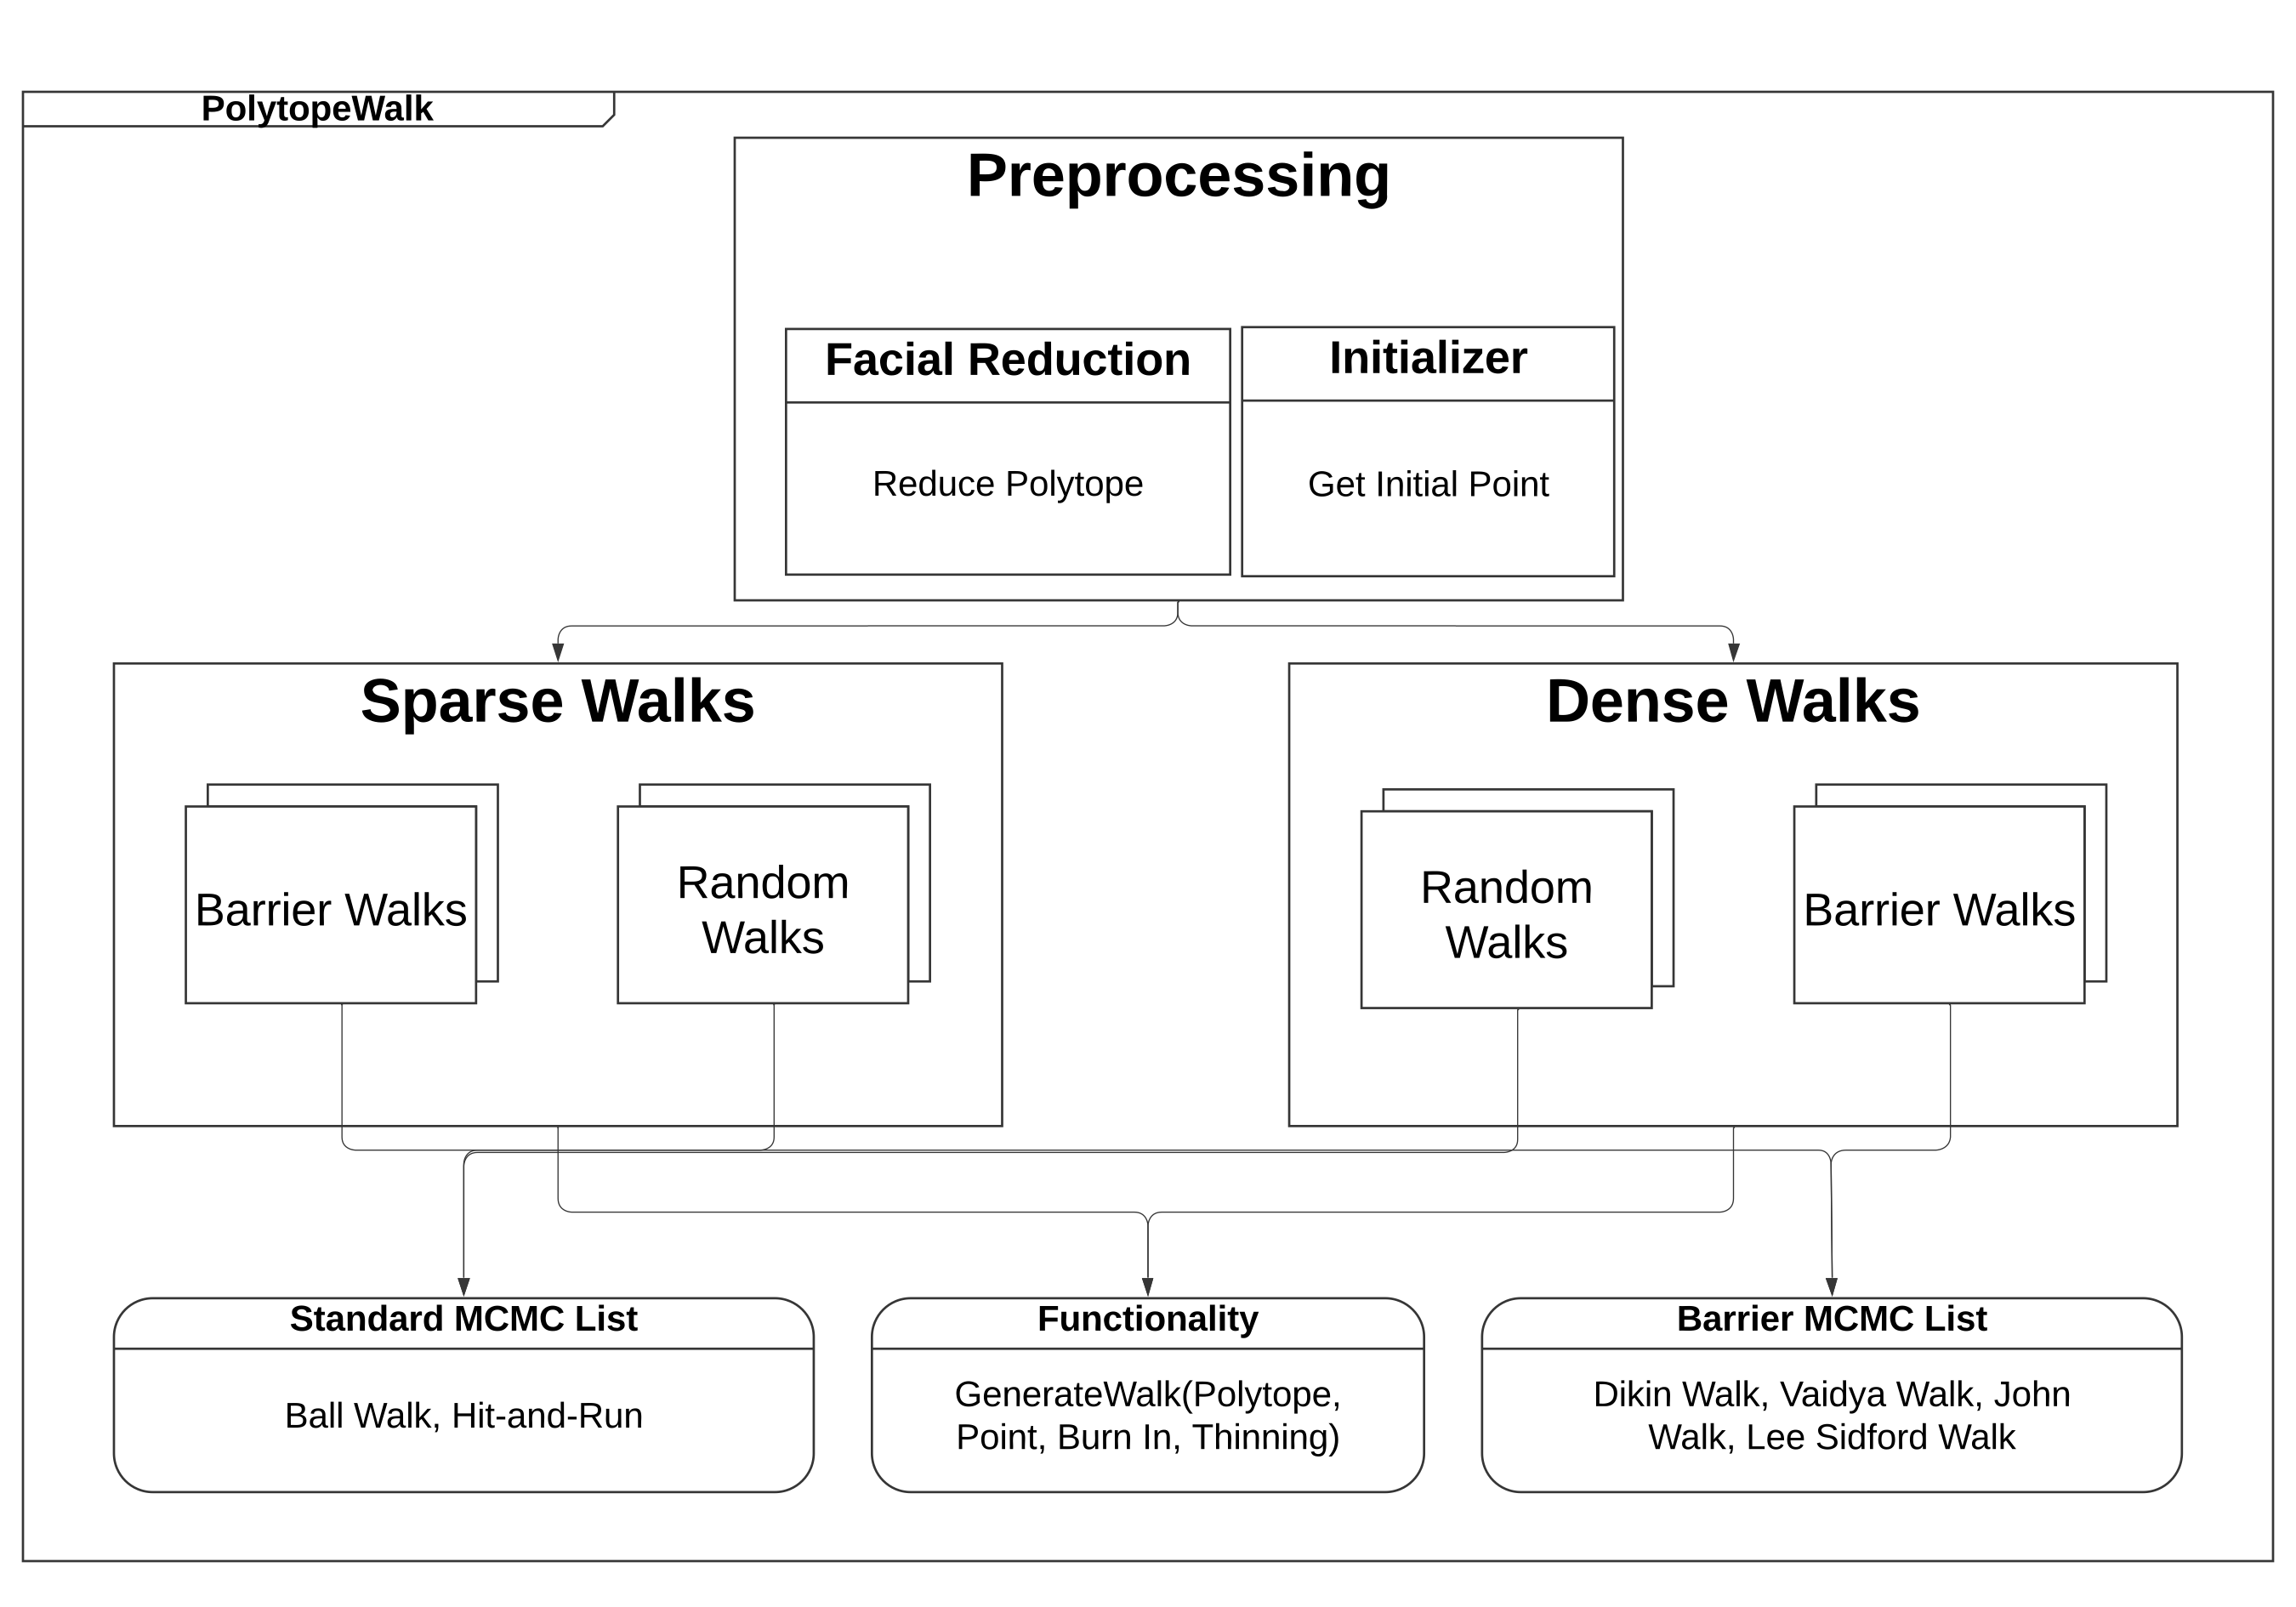 PolytopeWalk
Preprocessing
Facial Reduction
Reduce Polytope
Initializer
Get Initial Point
Sparse Walks
Barrier Walks
Random
Walks
Dense Walks
Random
Walks
Barrier Walks
Standard MCMC List
Ball Walk, Hit-and-Run
Functionality
GenerateWalk(Polytope,
Point, Burn In, Thinning)
Barrier MCMC List
Dikin Walk, Vaidya Walk, John
Walk, Lee Sidford Walk